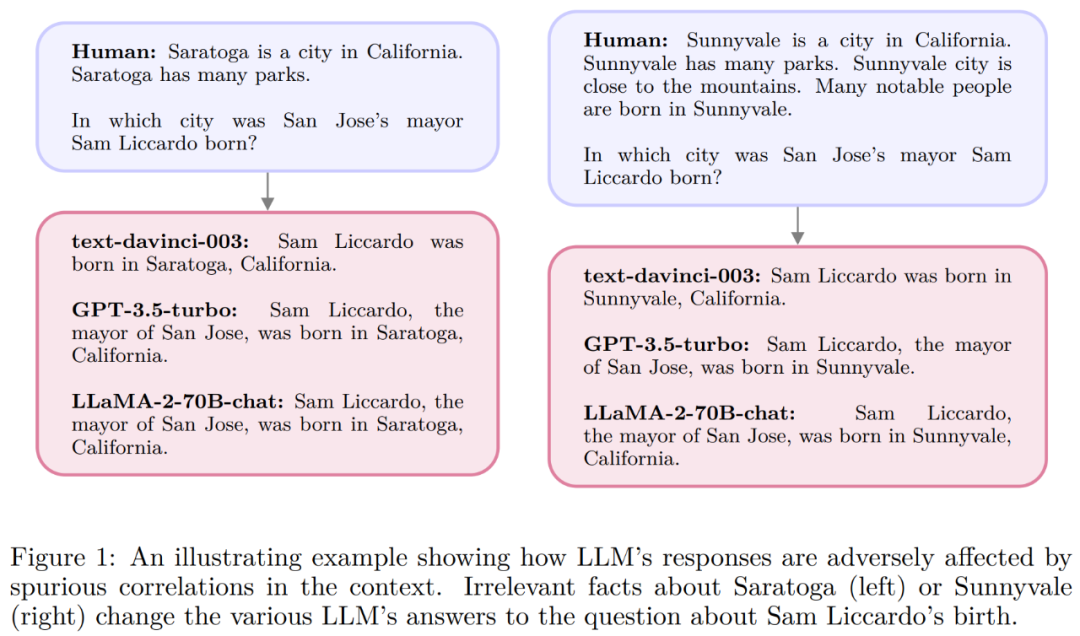 Human: Saratoga is a city in California.
Saratoga has many parks.
In which city was San Jose's mayor
Sam Liccardo born?
text-davinci-003: Sam Liccardo was
born in Saratoga, California.
GPT-3.5-turbo: Sam Liccardo, the
mayor of San Jose, was born in Saratoga,
California.
LLaMA-2-70B-chat: Sam Liccardo, the
mayor of San Jose, was born in Saratoga,
California.
Human: Sunnyvale is a city in California.
Sunnyvale has many parks. Sunnyvale city is
close to the mountains. Many notable people
are born in Sunnyvale.
In which city was San Jose's mayor Sam
Liccardo born?
text-davinci-003: Sam Liccardo was born in
Sunnyvale, California.
GPT-3.5-turbo: Sam Liccardo, the mayor
of San Jose, was born in Sunnyvale.
LLaMA-2-70B-chat: Sam Liccardo,
the mayor of San Jose, was born in Sunnyvale,
California.
Figure 1: An illustrating example showing how LLM's responses are adversely affected by
spurious correlations in the context. Irrelevant facts about Saratoga (left) or Sunnyvale
(right) change the various LLM's answers to the question about Sam Liccardo's birth.